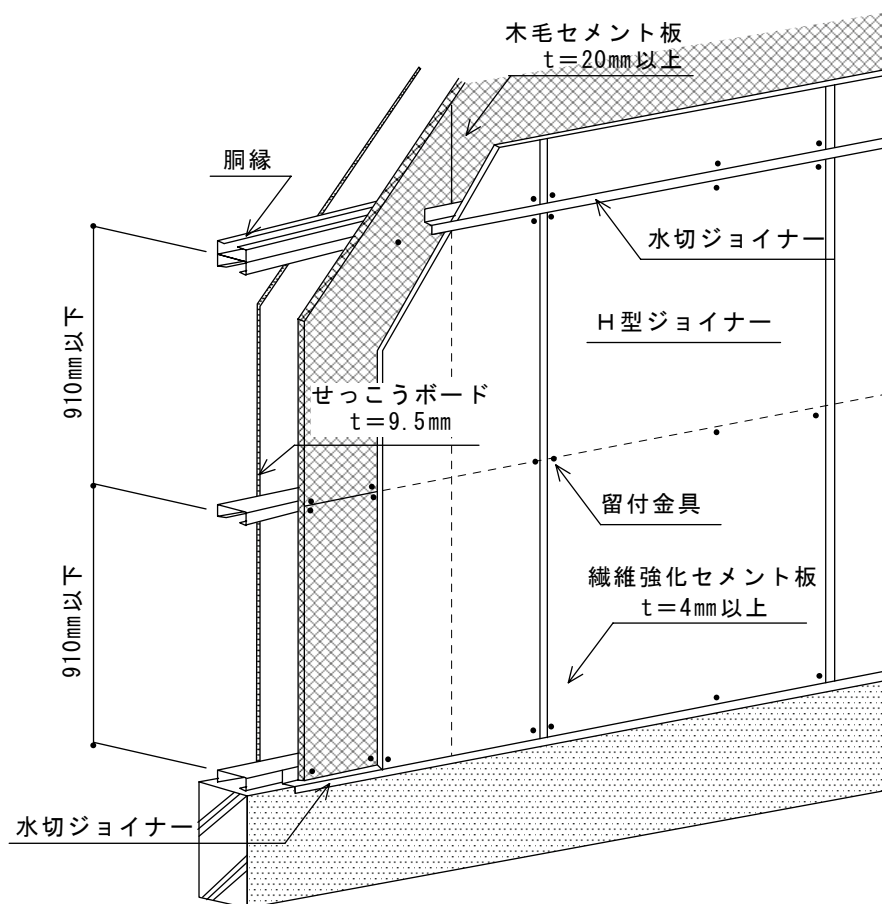 木毛セメント板
t＝20mm以上
胴縁
水切ジョイナー
910mm以下
H型ジョイナー
せっこうボード
t＝9.5mm
留付金具
繊維強化セメント板
t＝4mm以上
910mm以下
水切ジョイナー